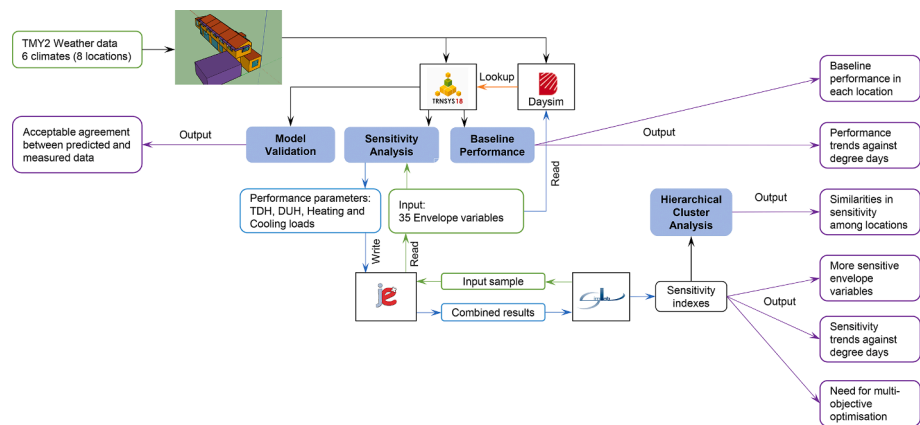 TMY2 Weather data
6 climates (8 locations)
TRNSYS18
Lookup
Daysim
Baseline
performance in
each location
Acceptable agreement
between predicted and
measured data
Output
Model
Validation
Sensitivity
Analysis
Baseline
Performance
Output
Performance
trends against
degree days
Read
Performance parameters:
TDH, DUH, Heating and
Cooling loads
Input:
35 Envelope variables
Hierarchical
Cluster
Analysis
Output
Similarities in
sensitivity
among locations
Write
Read
je
Input sample
Combined results
Sensitivity
indexes
Output
More sensitive
envelope
variables
Sensitivity
trends against
degree days
Need for multi-
objective
optimisation